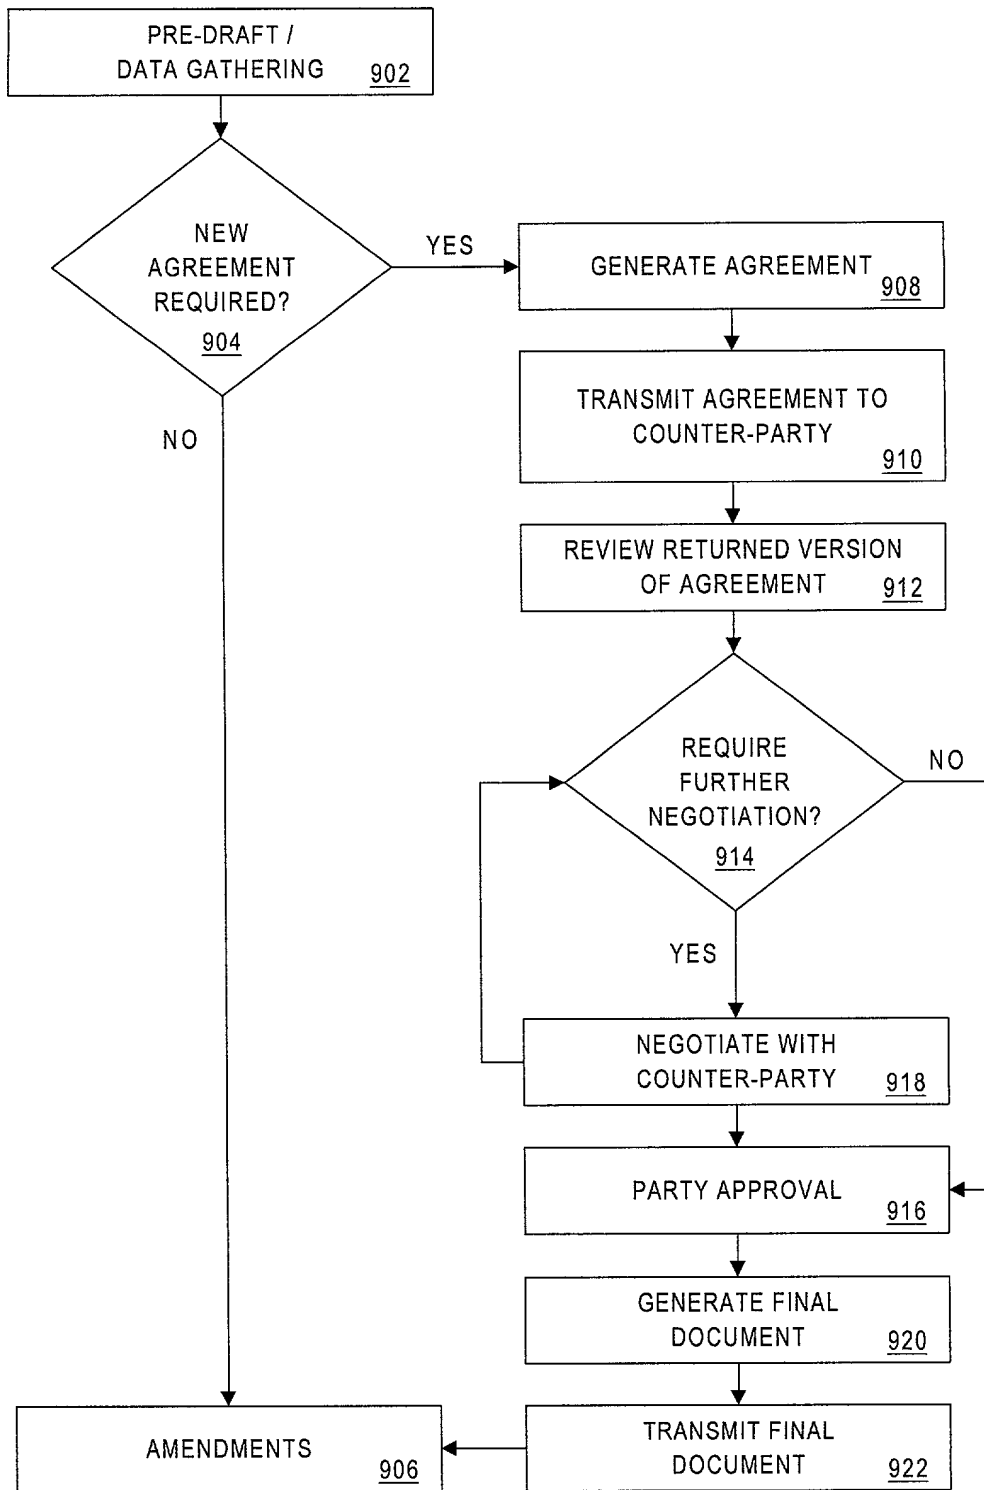 PRE-DRAFT /
DATA GATHERING 902
NEW
AGREEMENT
REQUIRED?
904
YES
NO
GENERATE AGREEMENT
908
TRANSMIT AGREEMENT TO
COUNTER-PARTY
910
REVIEW RETURNED VERSION
OF AGREEMENT 912
REQUIRE
FURTHER
NEGOTIATION?
914
NO
YES
NEGOTIATE WITH
COUNTER-PARTY 918
PARTY APPROVAL
916
GENERATE FINAL
DOCUMENT 920
TRANSMIT FINAL
DOCUMENT 922
AMENDMENTS
906